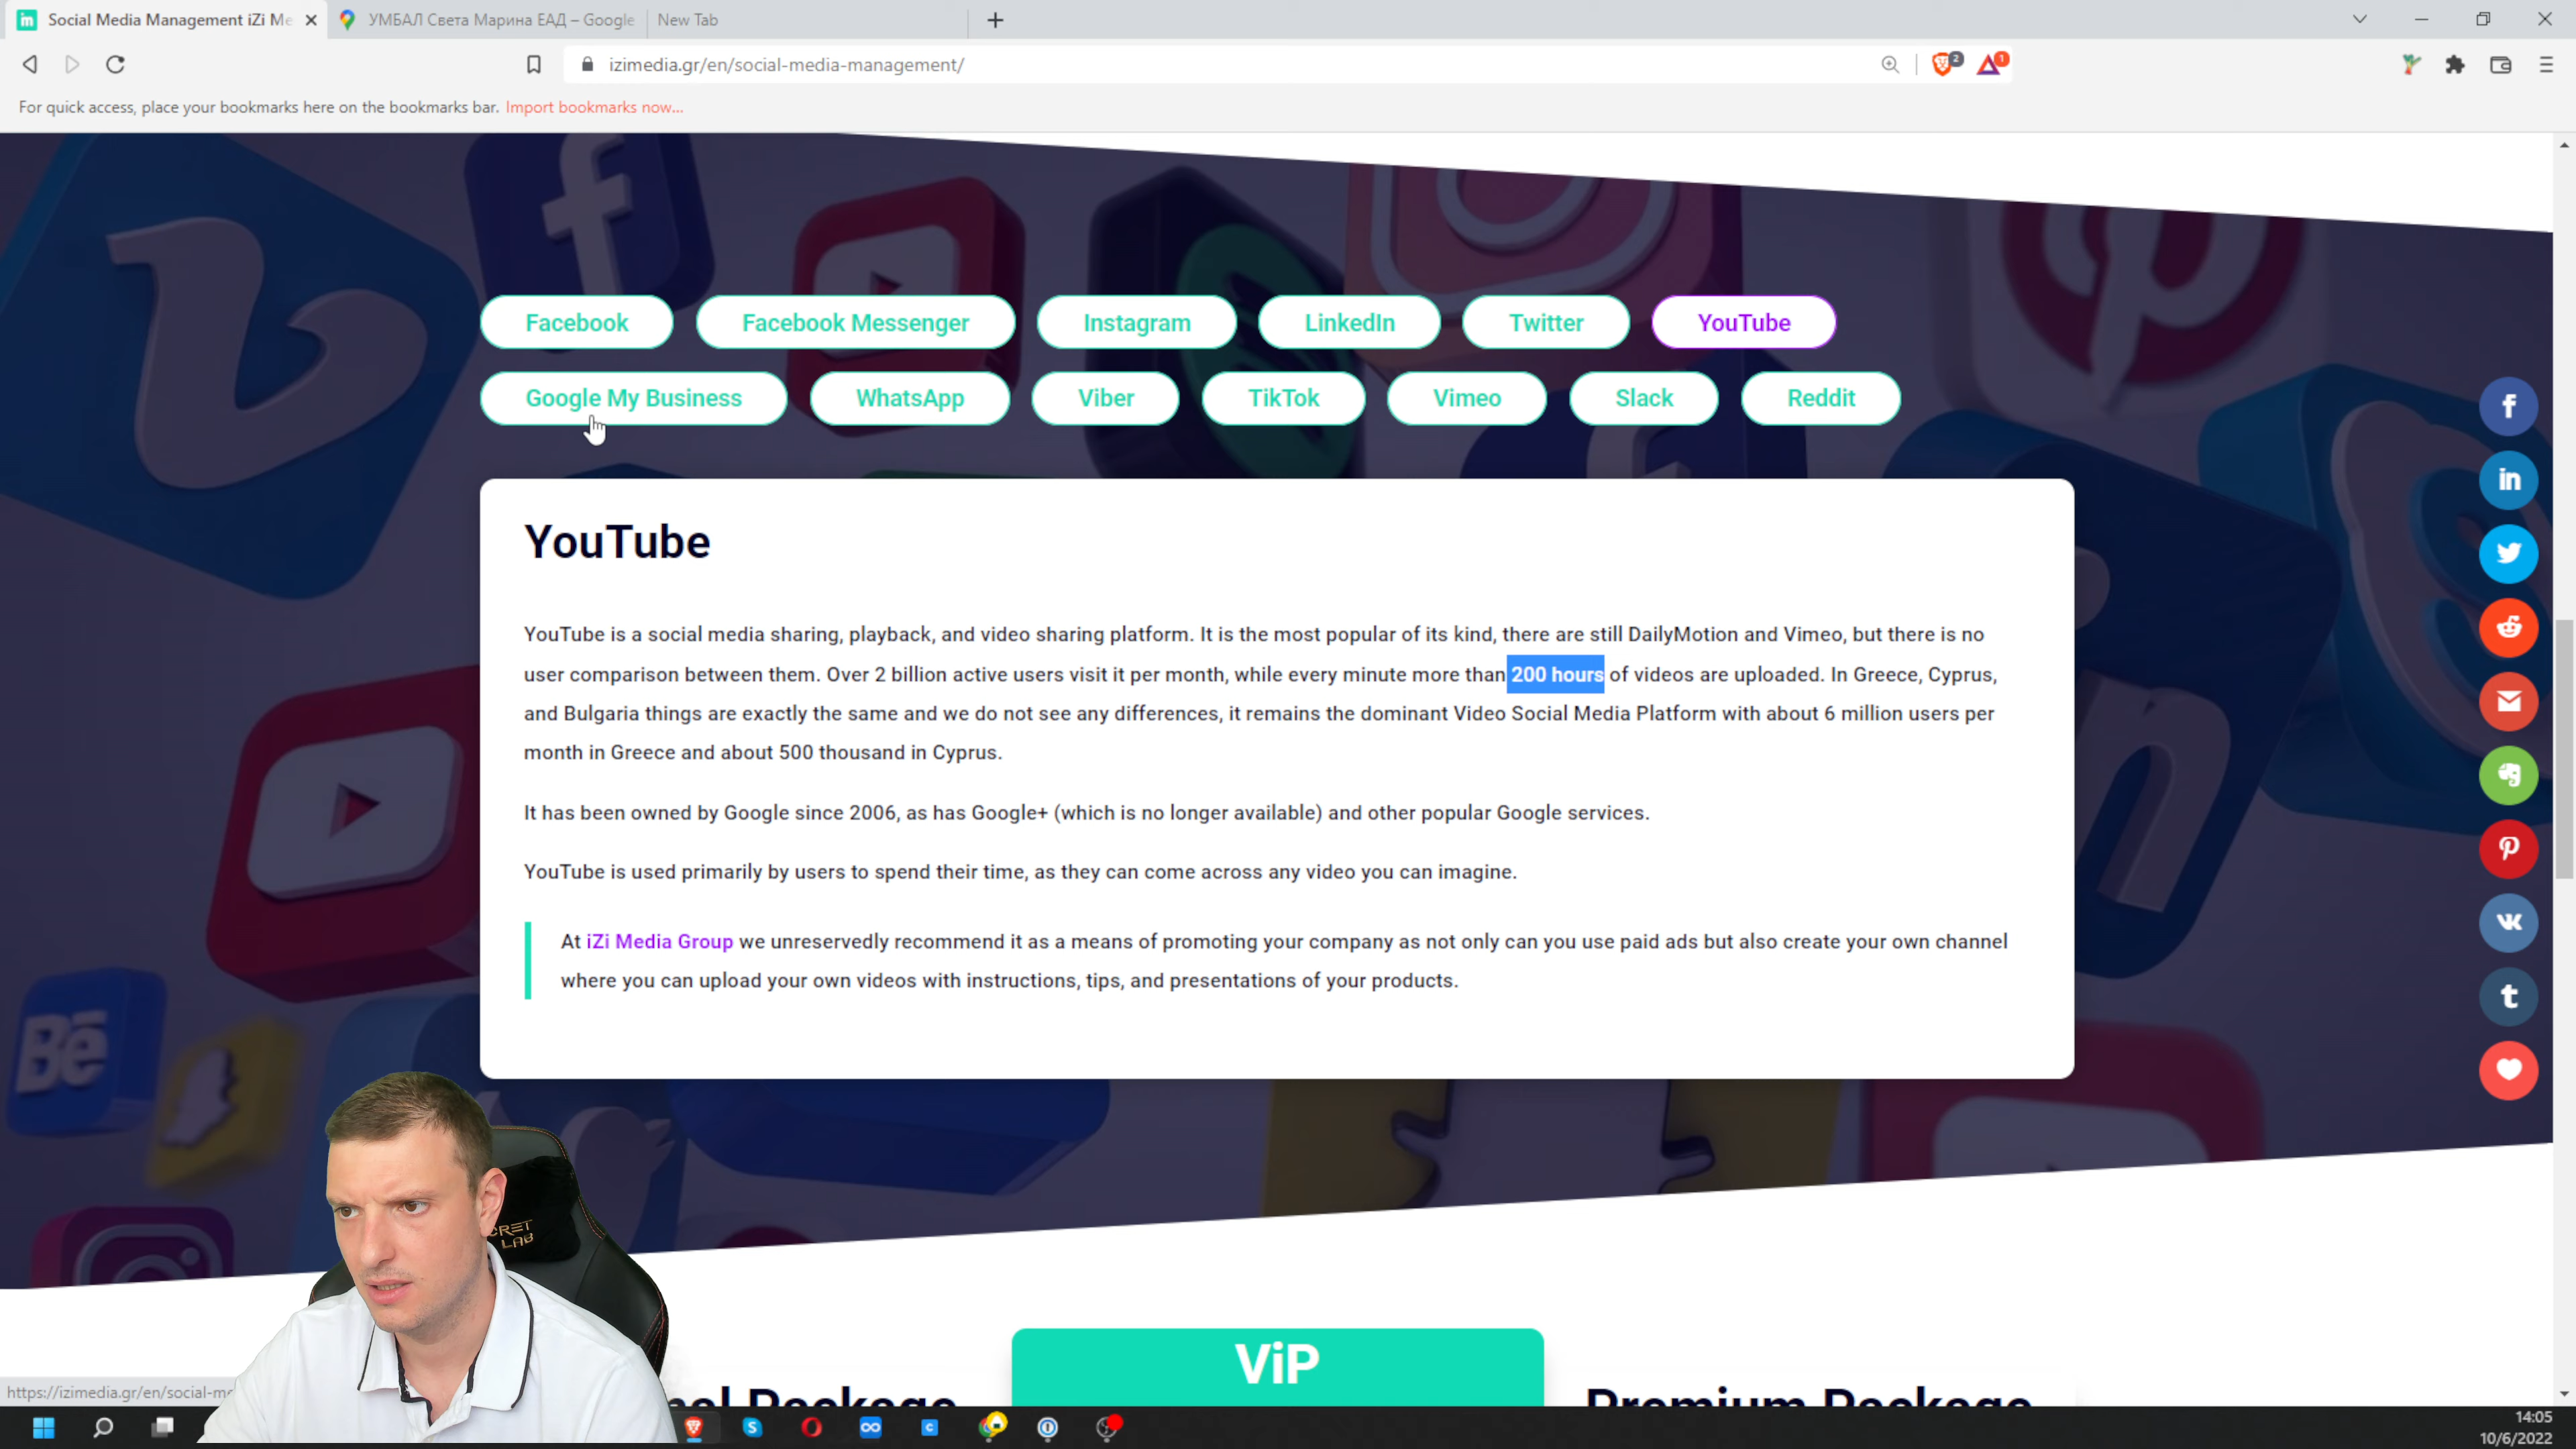 Social Media Management iZi Me
УМБАЛ Света Марина ЕАД – Google
New Tab
izimedia.gr/en/social-media-management/
2
1
For quick access, place your bookmarks here on the bookmarks bar. Import bookmarks now...
Facebook
Facebook Messenger
Instagram
LinkedIn
Twitter
YouTube
Google My Business
WhatsApp
Viber
TikTok
Vimeo
Slack
Reddit
YouTube
YouTube is a social media sharing, playback, and video sharing platform. It is the most popular of its kind, there are still DailyMotion and Vimeo, but there is no
user comparison between them. Over 2 billion active users visit it per month, while every minute more than 200 hours of videos are uploaded. In Greece, Cyprus,
and Bulgaria things are exactly the same and we do not see any differences, it remains the dominant Video Social Media Platform with about 6 million users per
month in Greece and about 500 thousand in Cyprus.
It has been owned by Google since 2006, as has Google+ (which is no longer available) and other popular Google services.
YouTube is used primarily by users to spend their time, as they can come across any video you can imagine.
At iZi Media Group we unreservedly recommend it as a means of promoting your company as not only can you use paid ads but also create your own channel
where you can upload your own videos with instructions, tips, and presentations of your products.
Bē
CRET
LAB
ViP
Package
Premium Package
https://izimedia.gr/en/social-me
14:05
10/6/2022